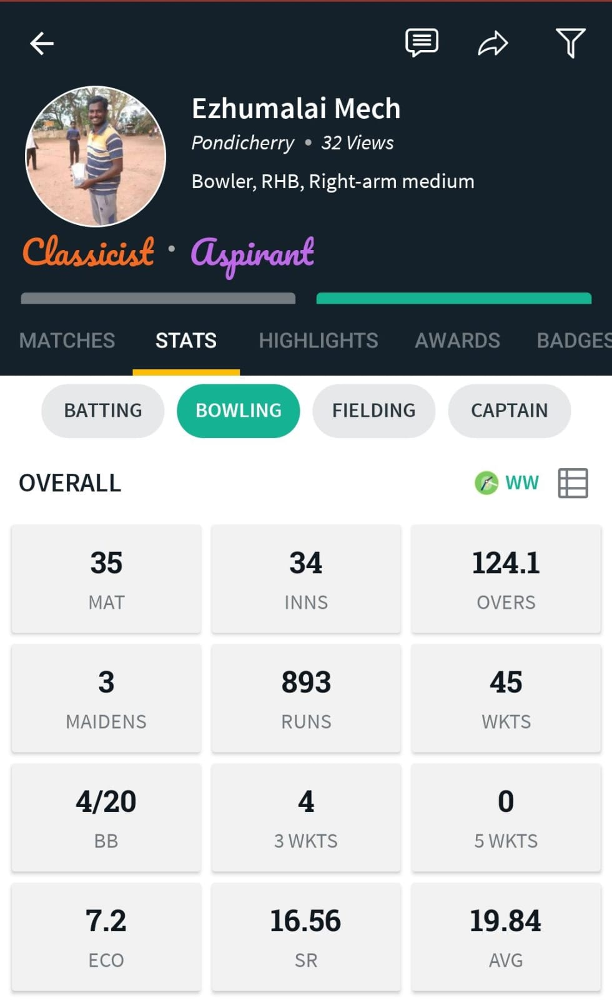 Ezhumalai Mech
Pondicherry • 32 Views
Bowler, RHB, Right-arm medium
Classicist • Aspirant
MATCHES STATS HIGHLIGHTS AWARDS BADGES
BATTING BOWLING FIELDING CAPTAIN
OVERALL WW
35 34 124.1
MAT INNS OVERS
3 893 45
MAIDENS RUNS WKTS
4/20 4 0
BB 3 WKTS 5 WKTS
7.2 16.56 19.84
ECO SR AVG